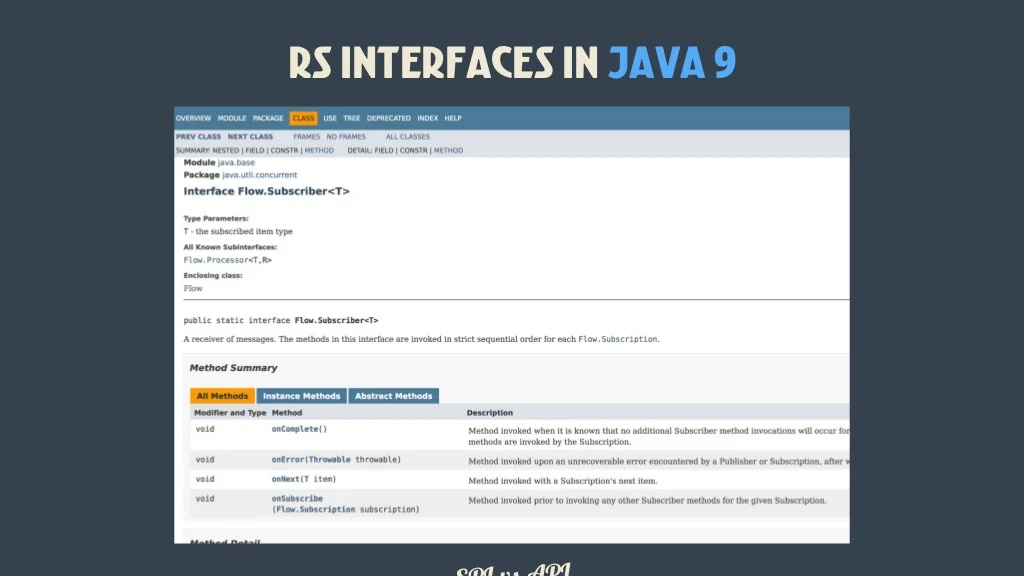 RS INTERFACES IN JAVA 9
OVERVIEW MODULE PACKAGE CLASS USE TREE DEPRECATED INDEX HELP
PREV CLASS NEXT CLASS FRAMES NO FRAMES ALL CLASSES
SUMMARY: NESTED | FIELD | CONSTR | METHOD DETAIL: FIELD | CONSTR | METHOD
Module java.base
Package java.util.concurrent
Interface Flow.Subscriber<T>
Type Parameters:
T - the subscribed item type
All Known Subinterfaces:
Flow.Processor<T,R>
Enclosing class:
Flow
public static interface Flow.Subscriber<T>
A receiver of messages. The methods in this interface are invoked in strict sequential order for each Flow.Subscription.
Method Summary
All Methods Instance Methods Abstract Methods
Modifier and Type Method Description
void onComplete() Method invoked when it is known that no additional Subscriber method invocations will occur for
methods are invoked by the Subscription.
void onError(Throwable throwable) Method invoked upon an unrecoverable error encountered by a Publisher or Subscription, after
void onNext(T item) Method invoked with a Subscription's next item.
void onSubscribe Method invoked prior to invoking any other Subscriber methods for the given Subscription.
(Flow.Subscription subscription)
Method Detail
SPI vs API